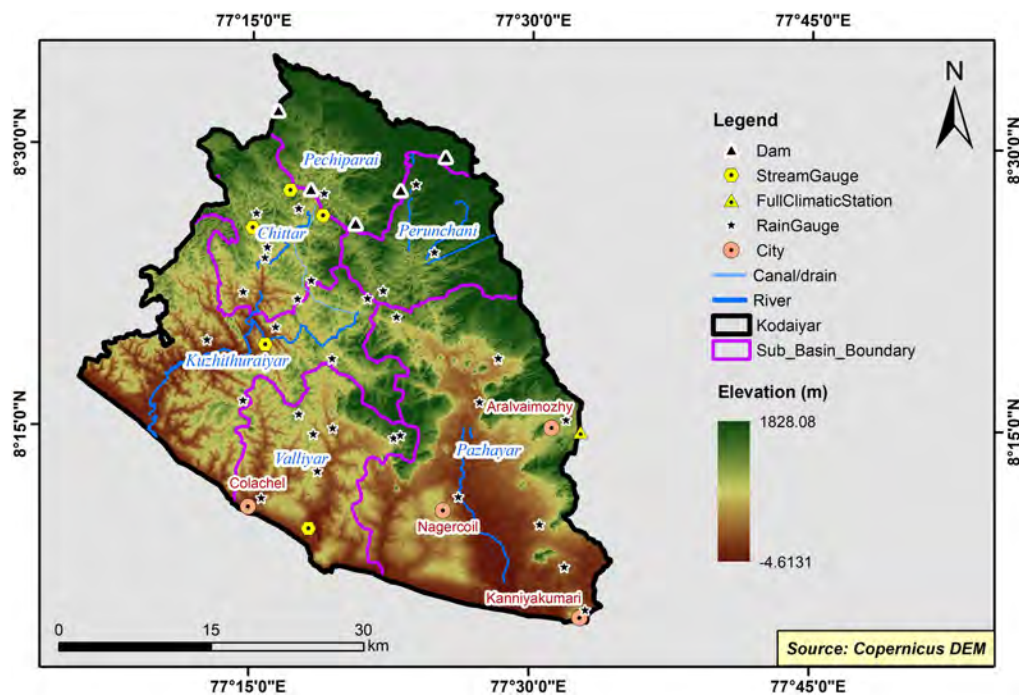 77°15'0"E
77°30'0"E
77°45'0"E
8°30'0"N
8°30'0"N
8°15'0"N
8°15'0"N
N
Legend
Dam
StreamGauge
FullClimaticStation
RainGauge
City
Canal/drain
River
Kodaiyar
Sub_Basin_Boundary
Elevation (m)
1828.08
-4.6131
Pechiparai
Chittar
Perunchani
Kuzhithuraiyar
Aralvaimozhy
Valliyar
Pazhayar
Colachel
Nagercoil
Kanniyakumari
0
15
30
km
Source: Copernicus DEM
77°15'0"E
77°30'0"E
77°45'0"E